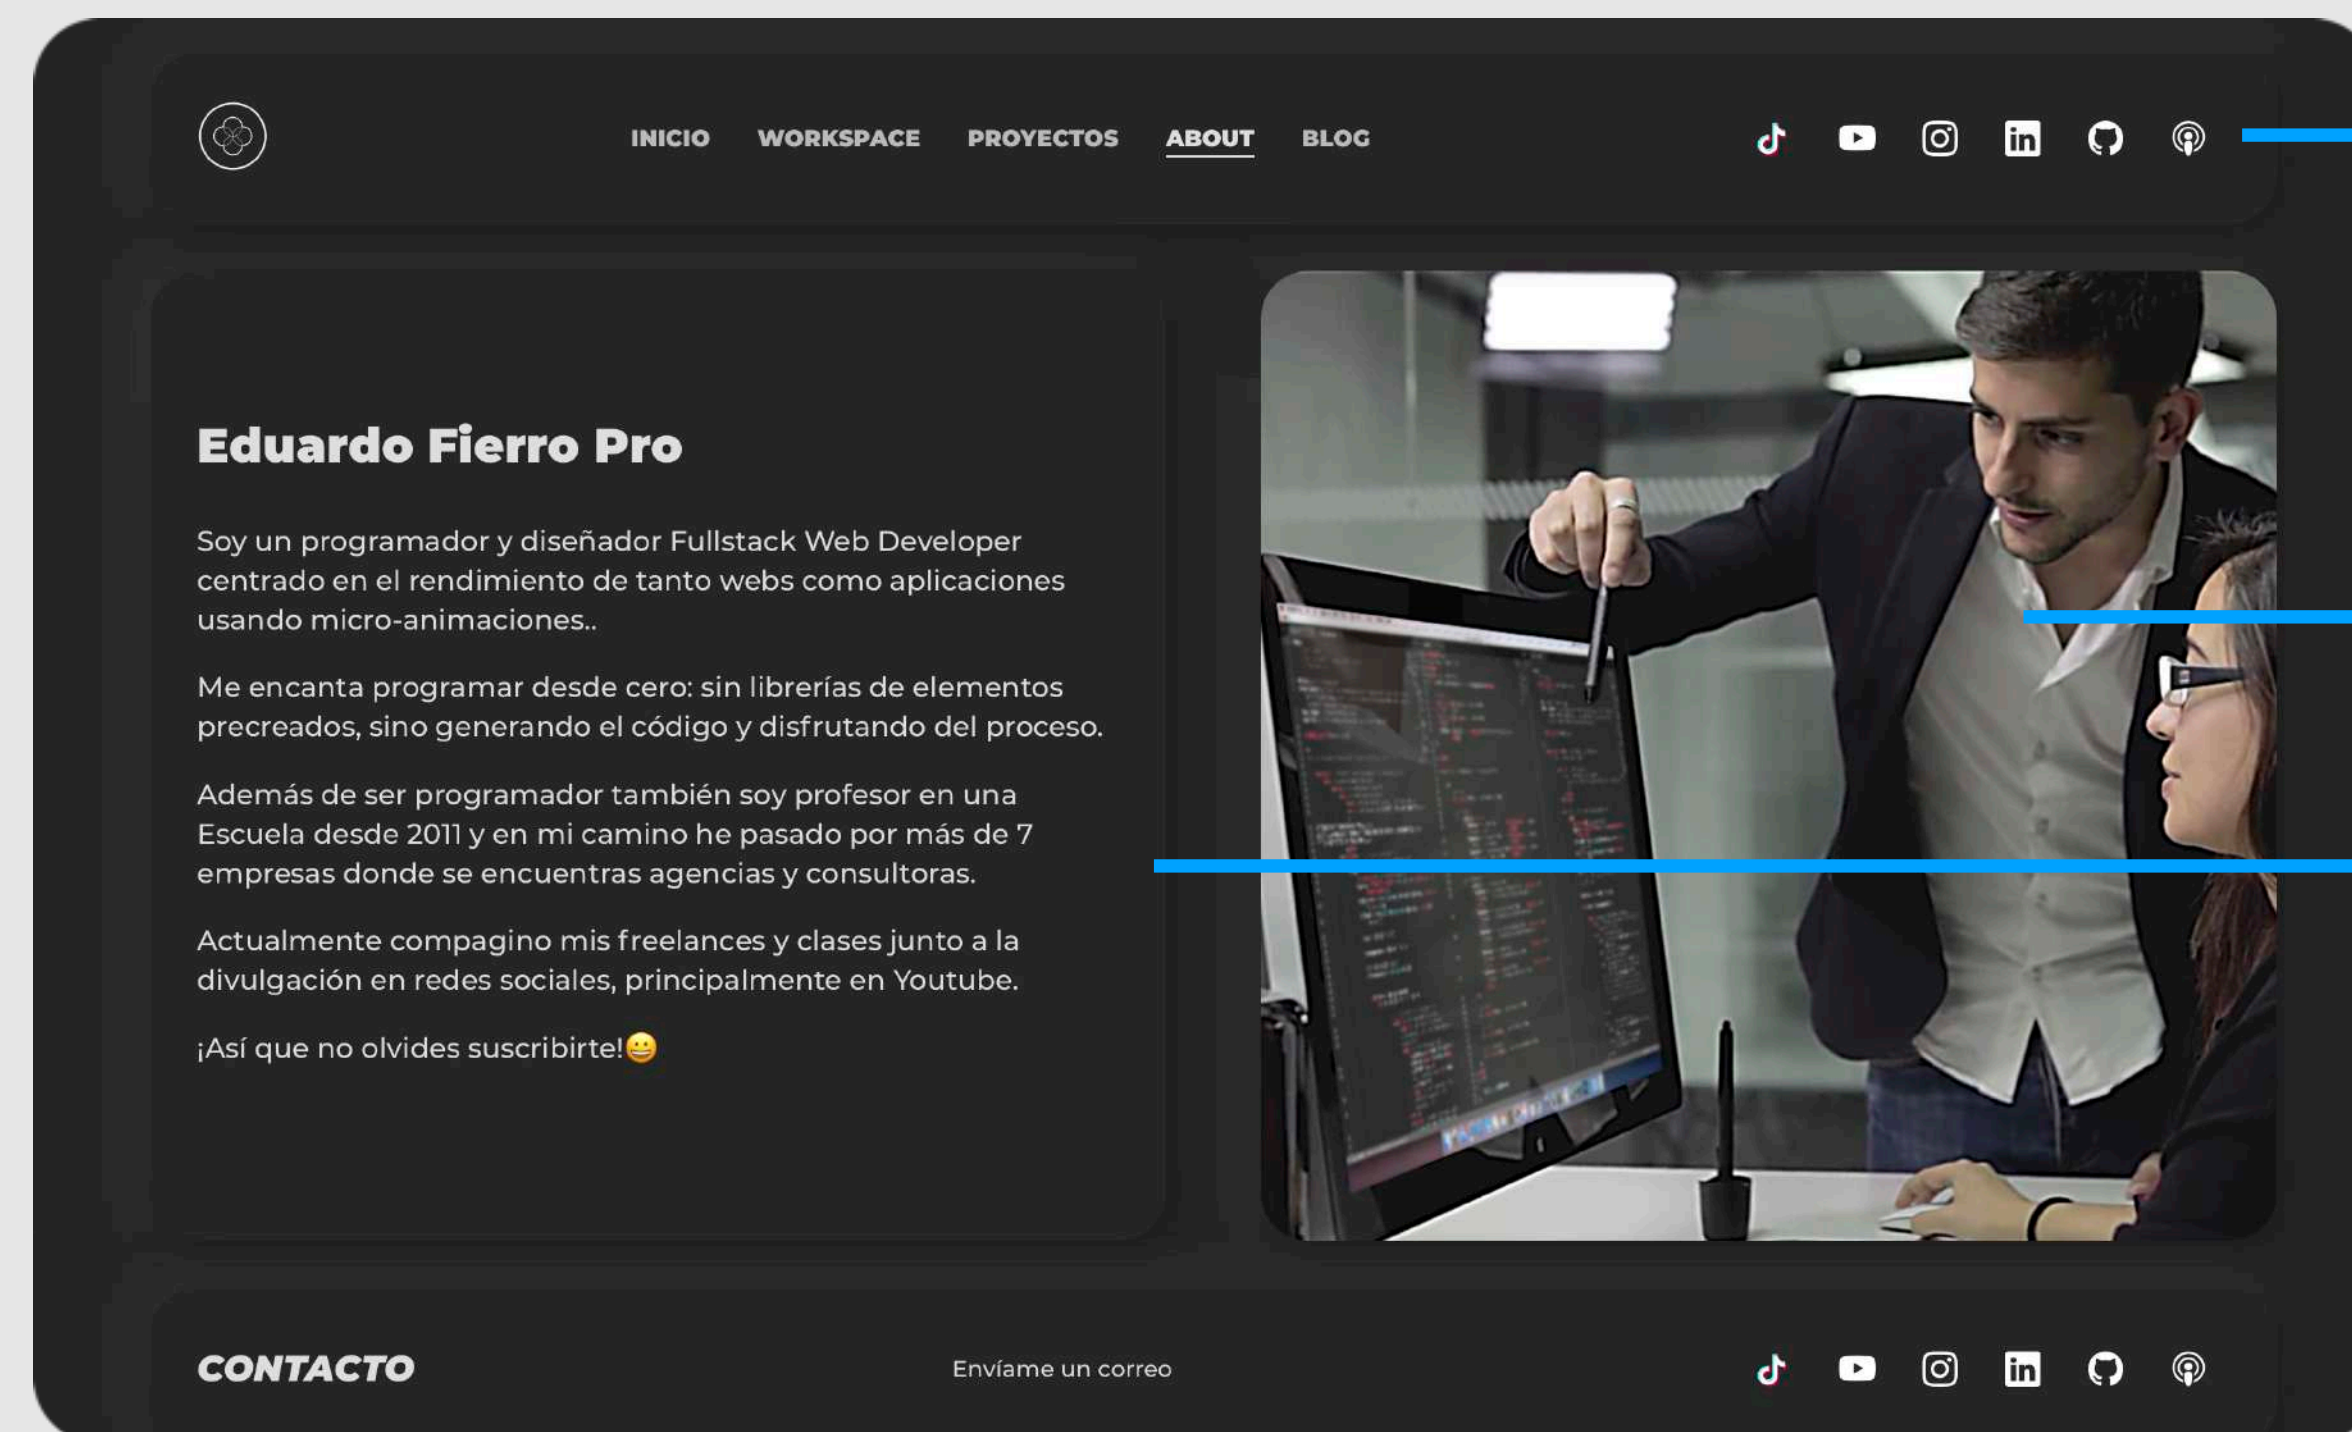 INICIO WORKSPACE PROYECTOS ABOUT BLOG
Eduardo Fierro Pro
Soy un programador y diseñador Fullstack Web Developer
centrado en el rendimiento de tanto webs como aplicaciones
usando micro-animaciones..
Me encanta programar desde cero: sin librerías de elementos
precreados, sino generando el código y disfrutando del proceso.
Además de ser programador también soy profesor en una
Escuela desde 2011 y en mi camino he pasado por más de 7
empresas donde se encuentras agencias y consultoras.
Actualmente compagino mis freelances y clases junto a la
divulgación en redes sociales, principalmente en Youtube.
¡Así que no olvides suscribirte!😀
CONTACTO
Envíame un correo